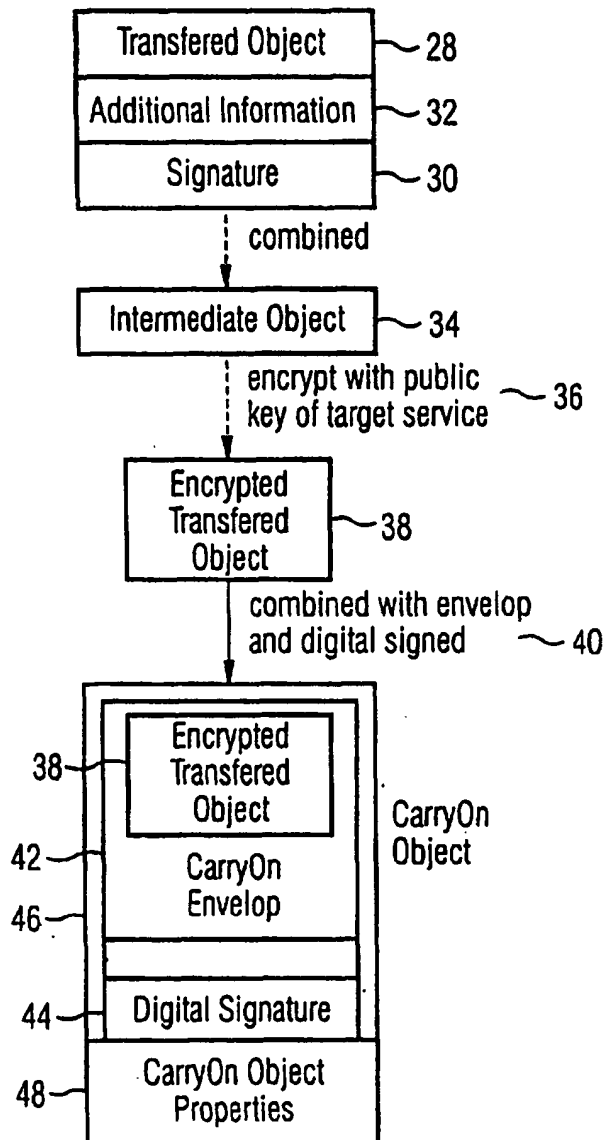 Transfered Object
28
Additional Information
32
Signature
30
combined
Intermediate Object
34
encrypt with public
key of target service
36
Encrypted
Transfered
Object
38
combined with envelop
and digital signed
40
Encrypted
Transfered
Object
38
CarryOn
Object
42
CarryOn
Envelop
46
44
Digital Signature
48
CarryOn Object
Properties